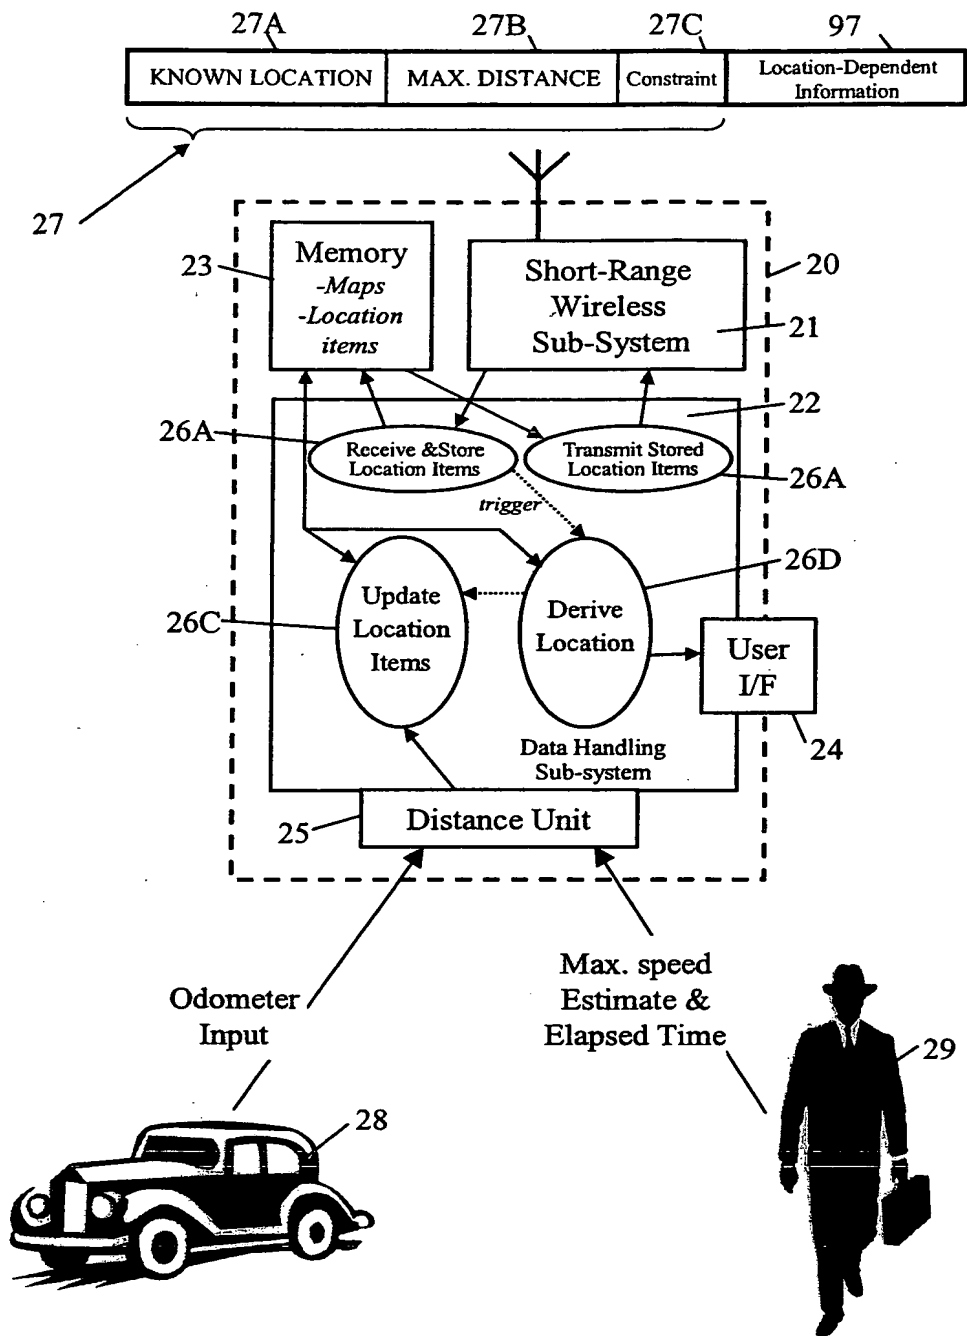 27A 27B 27C 97
KNOWN LOCATION MAX. DISTANCE Constraint Location-Dependent
Information
27
23
Memory
-Maps
-Location
items
Short-Range
Wireless
Sub-System
20
21
22
26A
Receive &Store
Location Items
Transmit Stored
Location Items
26A
trigger
26D
Update
Location
Items
26C
Derive
Location
User
I/F
24
Data Handling
Sub-system
25
Distance Unit
Odometer
Input
Max. speed
Estimate &
Elapsed Time
29
28